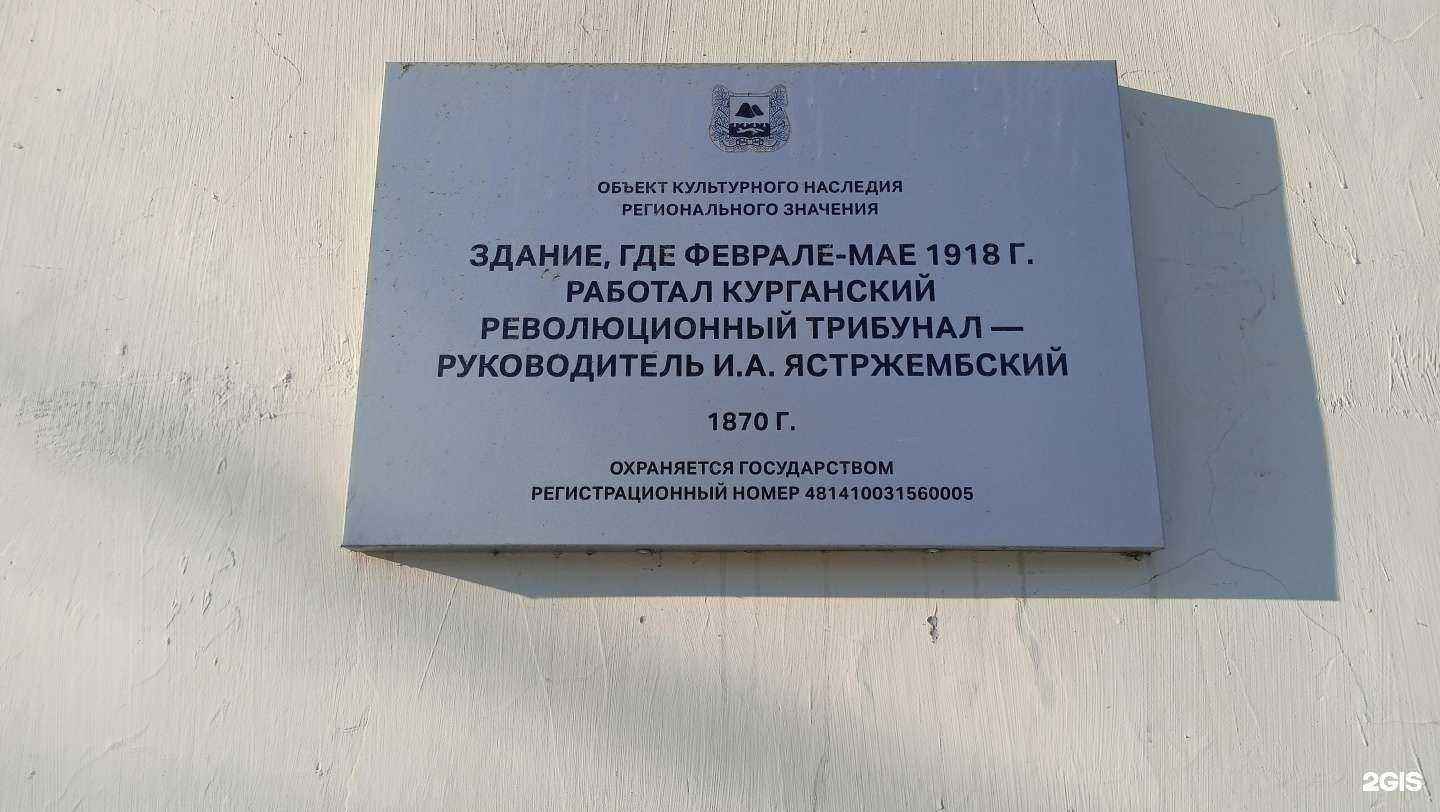 ОБЪЕКТ КУЛЬТУРНОГО НАСЛЕДИЯ
РЕГИОНАЛЬНОГО ЗНАЧЕНИЯ
ЗДАНИЕ, ГДЕ ФЕВРАЛЕ-МАЕ 1918 Г.
РАБОТАЛ КУРГАНСКИЙ
РЕВОЛЮЦИОННЫЙ ТРИБУНАЛ —
РУКОВОДИТЕЛЬ И.А. ЯСТРЖЕМБСКИЙ
1870 Г.
ОХРАНЯЕТСЯ ГОСУДАРСТВОМ
РЕГИСТРАЦИОННЫЙ НОМЕР 481410031560005
2GIS